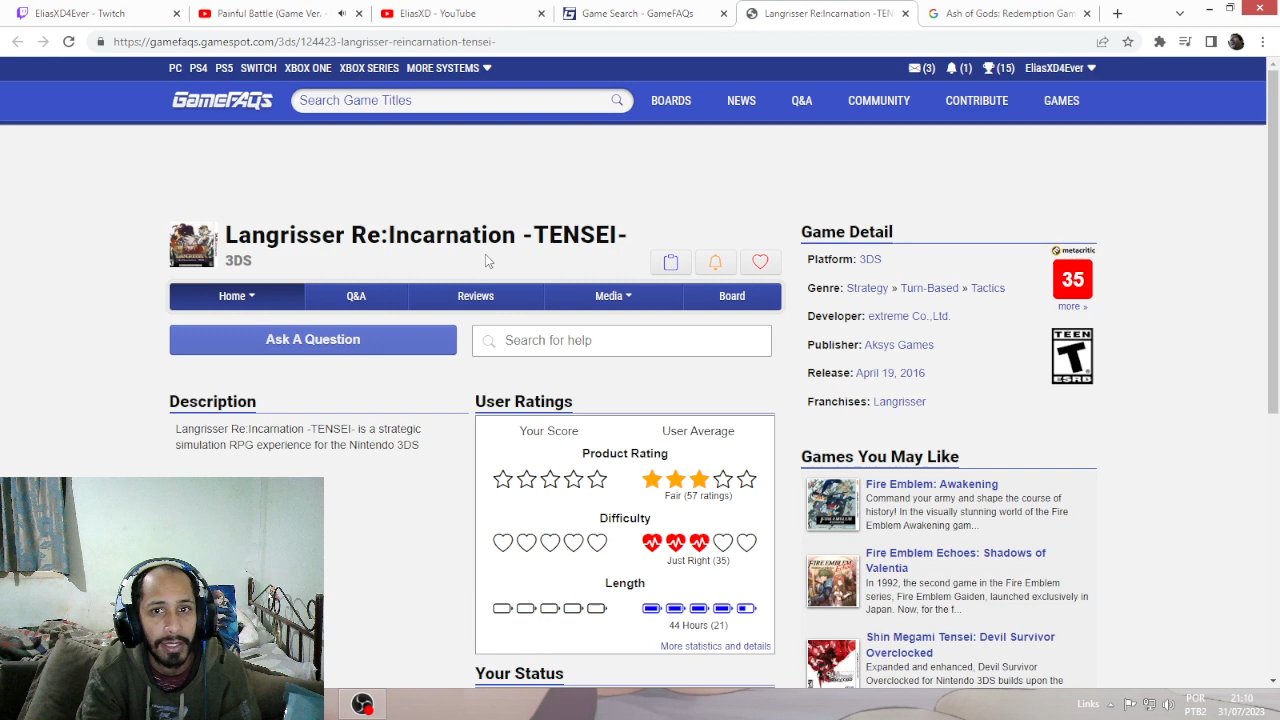 EliasXD4Ever - Twitch
Painful Battle (Game Ver. -
EliasXD - YouTube
Game Search - GameFAQs
Langrisser Re:Incarnation -TEN
Ash of Gods: Redemption Gam
https://gamefaqs.gamespot.com/3ds/124423-langrisser-reincarnation-tensei-
PC PS4 PS5 SWITCH XBOX ONE XBOX SERIES MORE SYSTEMS
(3) (1) (15) EliasXD4Ever
GameFAQs
Search Game Titles
BOARDS NEWS Q&A COMMUNITY CONTRIBUTE GAMES
Langrisser Re:Incarnation -TENSEI-
3DS
Home Q&A Reviews Media Board
Ask A Question
Search for help
Description
Langrisser Re:Incarnation -TENSEI- is a strategic
simulation RPG experience for the Nintendo 3DS
User Ratings
Your Score User Average
Product Rating
Fair (57 ratings)
Difficulty
Just Right (35)
Length
44 Hours (21)
More statistics and details
Your Status
Game Detail
Platform: 3DS
Genre: Strategy » Turn-Based » Tactics
Developer: extreme Co.,Ltd.
Publisher: Aksys Games
Release: April 19, 2016
Franchises: Langrisser
metacritic
35
more »
TEEN
T
ESRB
Games You May Like
Fire Emblem: Awakening
Command your army and shape the course of
history! In the visually stunning world of the Fire
Emblem Awakening gam...
Fire Emblem Echoes: Shadows of
Valentia
In 1992, the second game in the Fire Emblem
series, Fire Emblem Gaiden, launched exclusively in
Japan. Now, for the f...
Shin Megami Tensei: Devil Survivor
Overclocked
Expanded and enhanced, Devil Survivor
Overclocked for Nintendo 3DS builds upon the
Links
POR
PTB2
21:10
31/07/2023